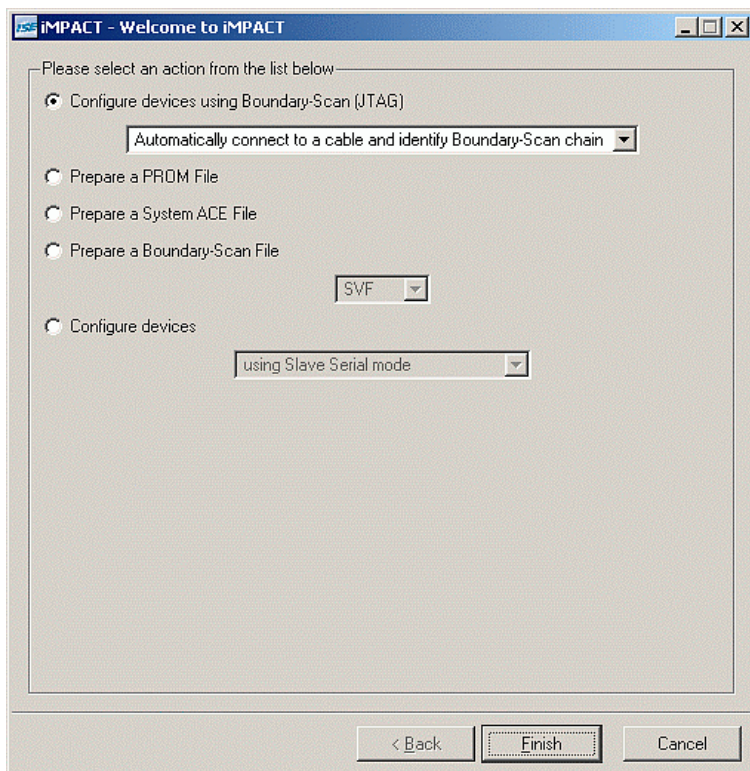 ISE iMPACT - Welcome to iMPACT
Please select an action from the list below
Configure devices using Boundary-Scan (JTAG)
Automatically connect to a cable and identify Boundary-Scan chain
Prepare a PROM File
Prepare a System ACE File
Prepare a Boundary-Scan File
SVF
Configure devices
using Slave Serial mode
< Back Finish Cancel